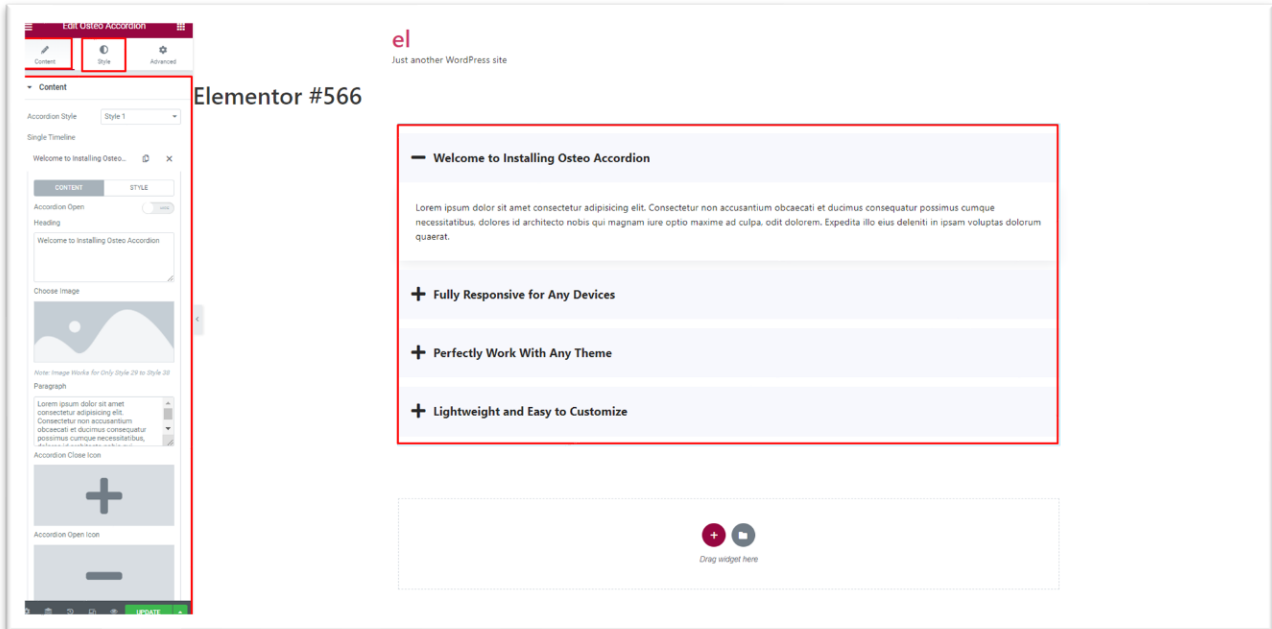 Edit Osteo Accordion
Content
Style
Advanced
Content
Accordion Style
Style 1
Single Timeline
Welcome to Installing Osteo...
CONTENT
STYLE
Accordion Open
Heading
Welcome to Installing Osteo Accordion
Choose Image
Note: Image Works for Only Style 29 to Style 38
Paragraph
Lorem ipsum dolor sit amet
consectetur adipisicing elit.
Consectetur non accusantium
obcaecati et ducimus consequatur
possimus cumque necessitatibus,
Accordion Close Icon
Accordion Open Icon
UPDATE
el
Just another WordPress site
Elementor #566
Welcome to Installing Osteo Accordion
Lorem ipsum dolor sit amet consectetur adipisicing elit. Consectetur non accusantium obcaecati et ducimus consequatur possimus cumque
necessitatibus, dolores id architecto nobis qui magnam iure optio maxime ad culpa, odit dolorem. Expedita illo eius deleniti in ipsam voluptas dolorum
quaerat.
Fully Responsive for Any Devices
Perfectly Work With Any Theme
Lightweight and Easy to Customize
Drag widget here